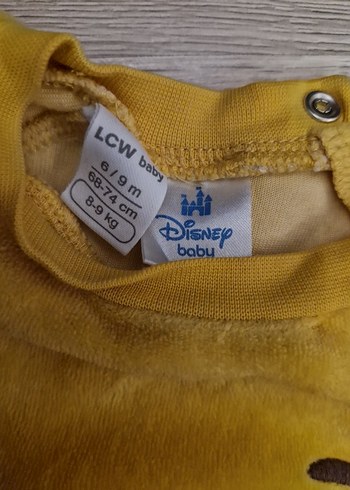 LCW baby
6 / 9 m
68-74 cm
8-9 kg
Disney
baby